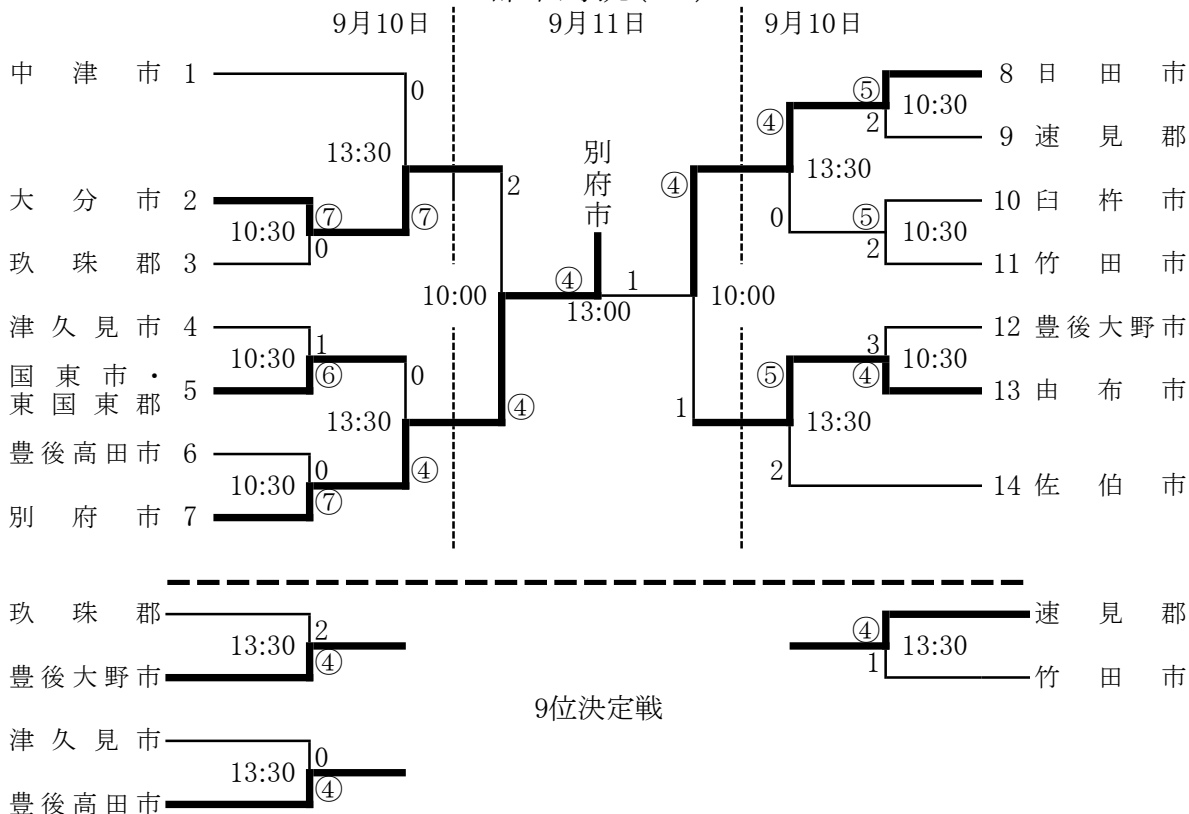 9月10日 9月11日 9月10日
中津市 1
0
13:30
大分市 2
⑦
10:30
0
玖珠郡 3
⑦
2
津久見市 4
1
10:30
⑥
国東市・
東国東郡 5
0
13:30
豊後高田市 6
0
10:30
⑦
別府市 7
④
10:00
④
別府市
④
1
13:00
8 日田市
⑤
10:30
2
9 速見郡
④
13:30
0
10 臼杵市
⑤
10:30
2
11 竹田市
④
10:00
1
12 豊後大野市
3
10:30
④
13 由布市
⑤
13:30
2
14 佐伯市
玖珠郡
2
13:30
④
豊後大野市
津久見市
0
13:30
④
豊後高田市
9位決定戦
速見郡
④
13:30
1
竹田市